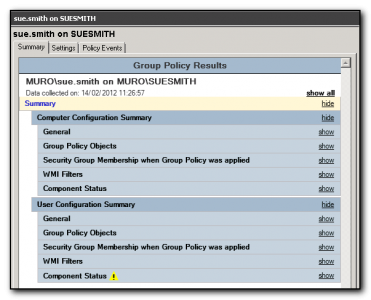 sue.smith on SUESMITH
sue.smith on SUESMITH
Summary Settings Policy Events
Group Policy Results
MURO\sue.smith on MURO\SUESMITH
Data collected on: 14/02/2012 11:26:57 show all
Summary hide
Computer Configuration Summary hide
General show
Group Policy Objects show
Security Group Membership when Group Policy was applied show
WMI Filters show
Component Status show
User Configuration Summary hide
General show
Group Policy Objects show
Security Group Membership when Group Policy was applied show
WMI Filters show
Component Status ! show